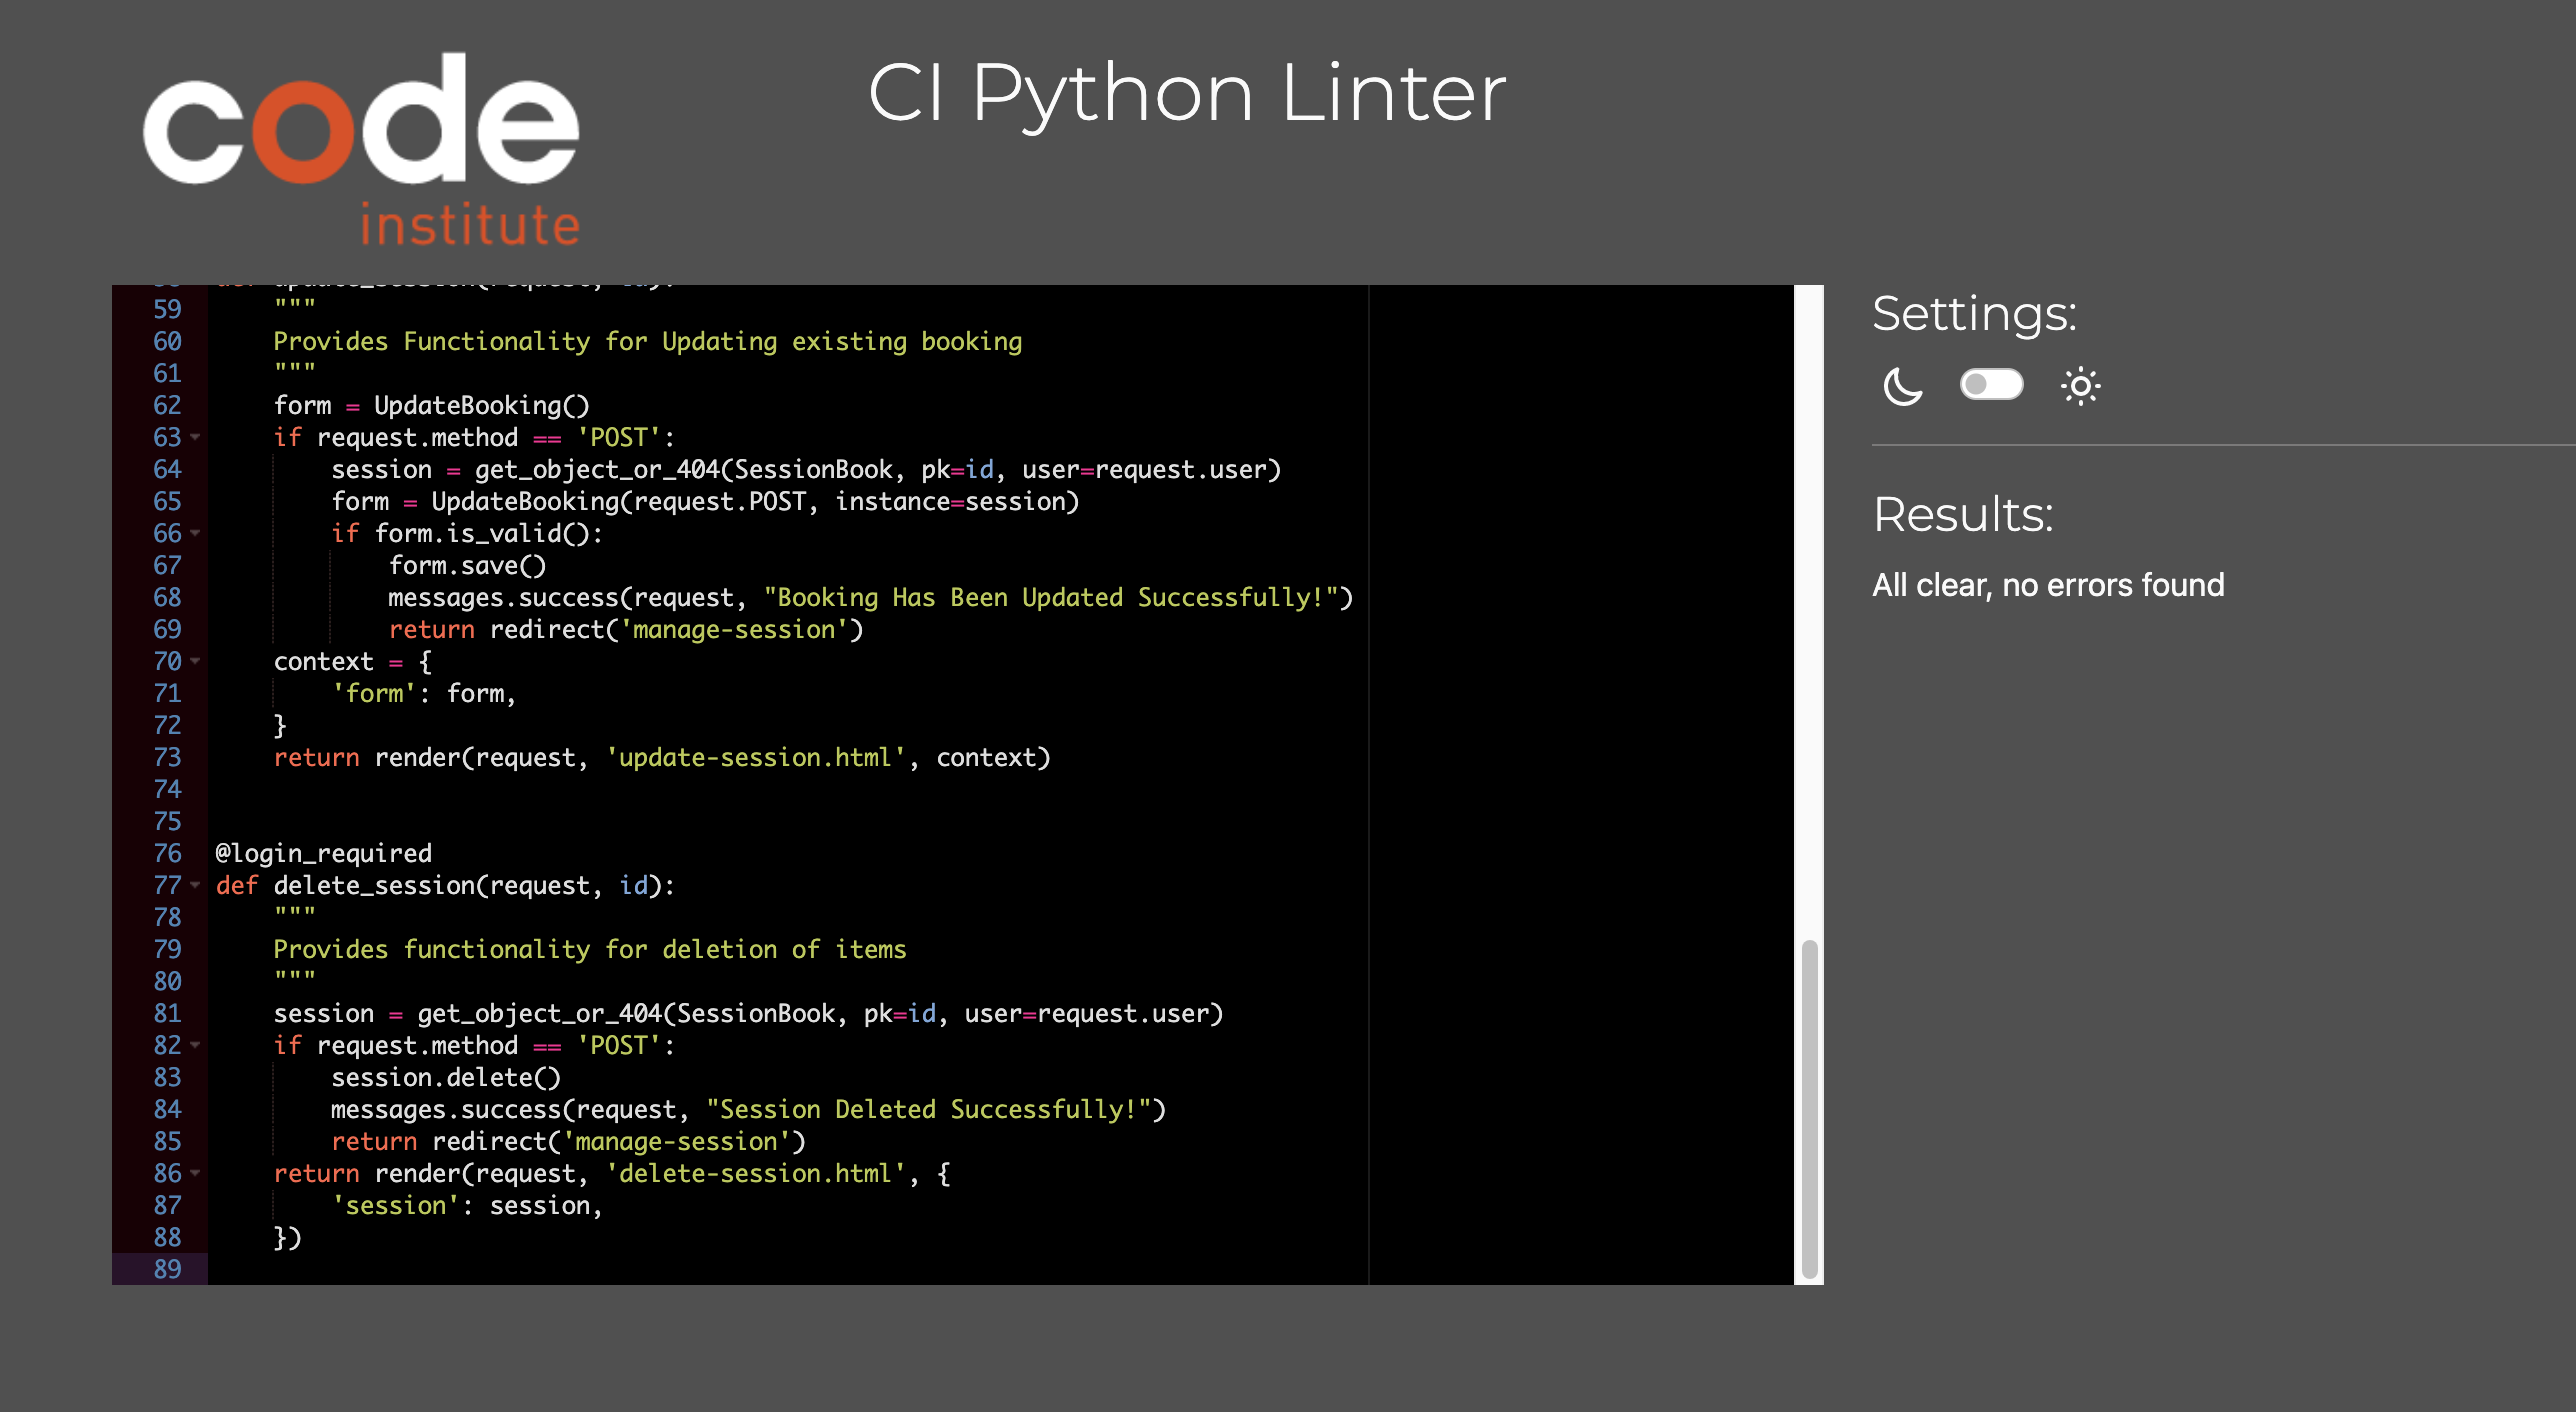 code
institute
CI Python Linter
59 """
60 Provides Functionality for Updating existing booking
61 """
62 form = UpdateBooking()
63 if request.method == 'POST':
64 session = get_object_or_404(SessionBook, pk=id, user=request.user)
65 form = UpdateBooking(request.POST, instance=session)
66 if form.is_valid():
67 form.save()
68 messages.success(request, "Booking Has Been Updated Successfully!")
69 return redirect('manage-session')
70 context = {
71 'form': form,
72 }
73 return render(request, 'update-session.html', context)
74
75
76 @login_required
77 def delete_session(request, id):
78 """
79 Provides functionality for deletion of items
80 """
81 session = get_object_or_404(SessionBook, pk=id, user=request.user)
82 if request.method == 'POST':
83 session.delete()
84 messages.success(request, "Session Deleted Successfully!")
85 return redirect('manage-session')
86 return render(request, 'delete-session.html', {
87 'session': session,
88 })
89
Settings:
Results:
All clear, no errors found